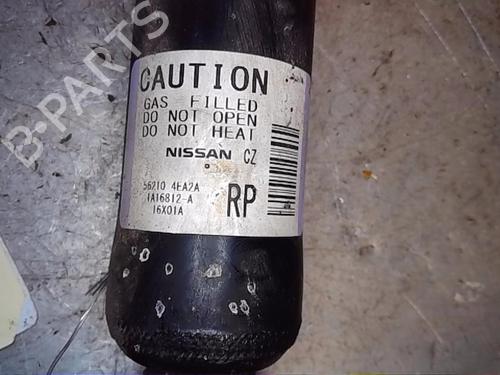 B-PARTS
CAUTION
GAS FILLED
DO NOT OPEN
DO NOT HEAT
NISSAN CZ
56210 4EA2A
1A16812-A
16X01A
RP